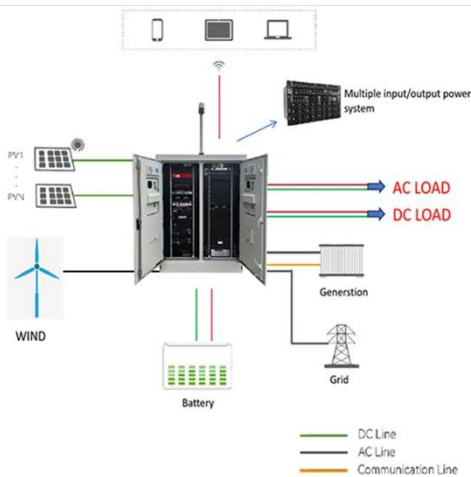 Multiple input/output power
system
PV1
PVN
AC LOAD
DC LOAD
WIND
Generstion
Grid
Battery
DC Line
AC Line
Communication Line